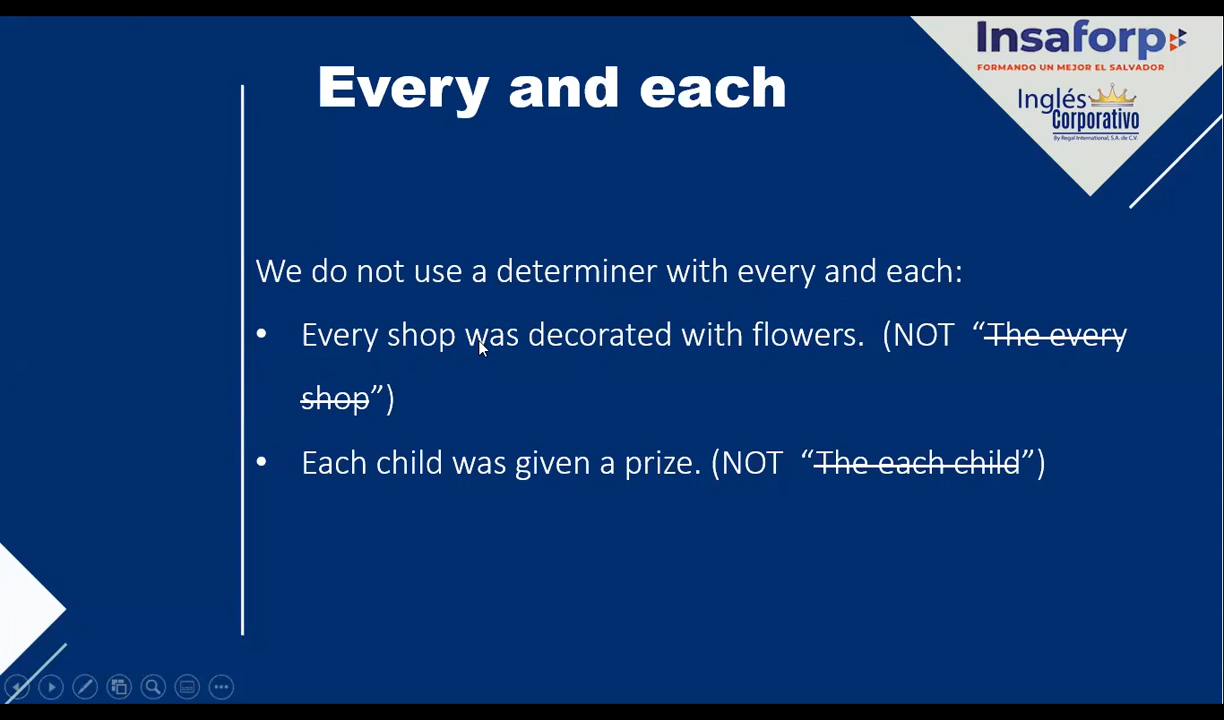 Insaforp
FORMANDO UN MEJOR EL SALVADOR
Inglés
Corporativo
By Regal International, S.A. de C.V.
Every and each
We do not use a determiner with every and each:
• Every shop was decorated with flowers. (NOT “The every
shop”)
• Each child was given a prize. (NOT “The each child”)